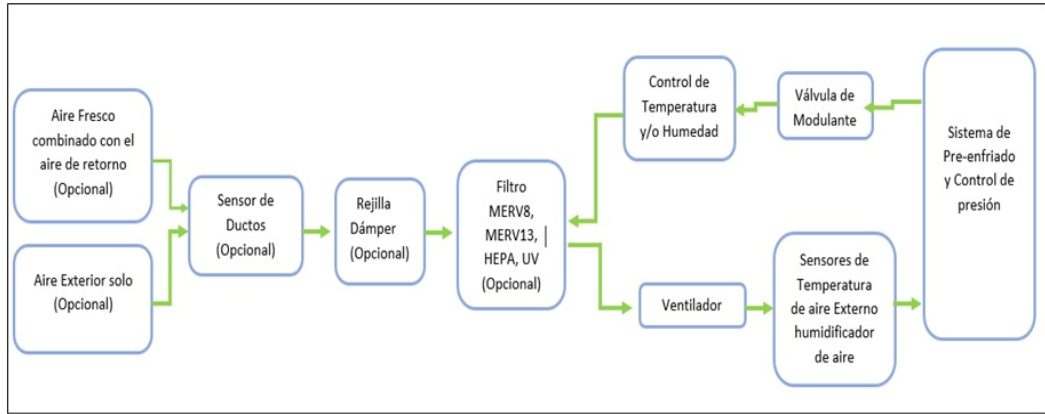 Aire Fresco
combinado con el
aire de retorno
(Opcional)
Aire Exterior solo
(Opcional)
Sensor de
Ductos
(Opcional)
Rejilla
Dámper
(Opcional)
Filtro
MERV8,
MERV13,
HEPA, UV
(Opcional)
Control de
Temperatura
y/o Humedad
Válvula de
Modulante
Sistema de
Pre-enfriado
y Control de
presión
Ventilador
Sensores de
Temperatura
de aire Externo
humidificador
de aire